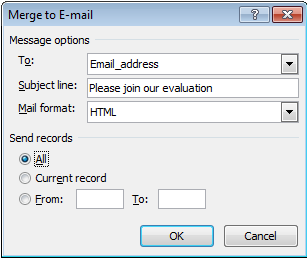 Merge to E-mail
Message options
To: Email_address
Subject line: Please join our evaluation
Mail format: HTML
Send records
All
Current record
From: To:
OK Cancel